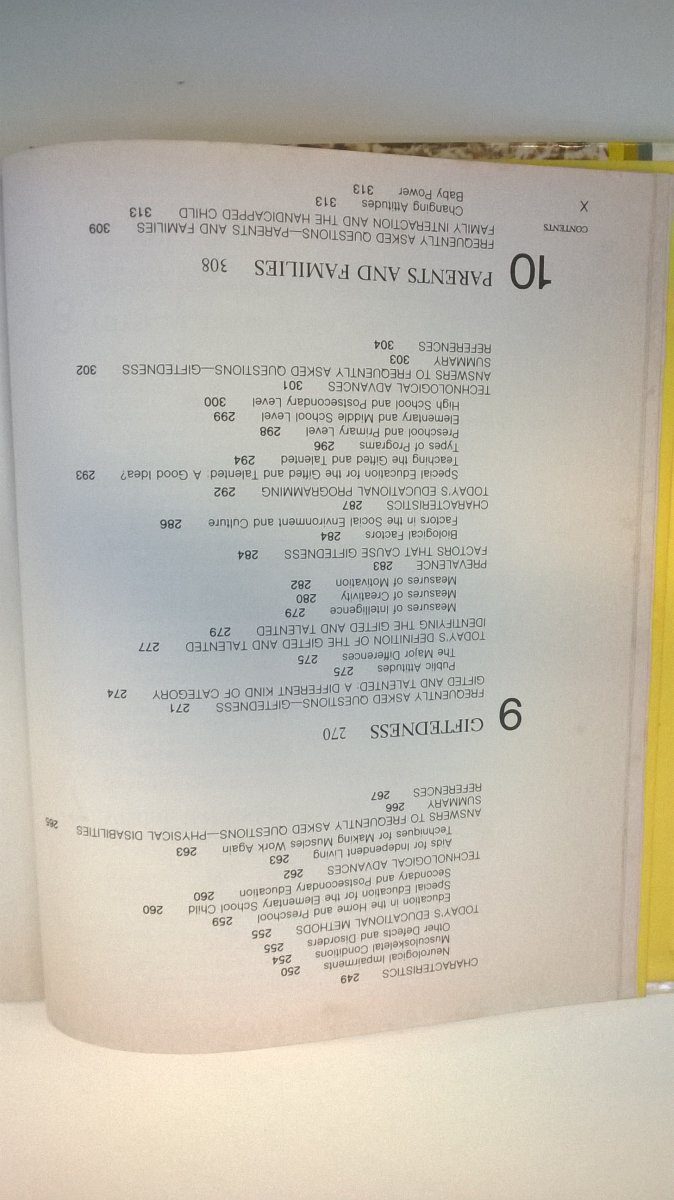 CHARACTERISTICS 249
Neurological Impairments 250
Musculoskeletal Conditions 254
Other Defects and Disorders 255
TODAY'S EDUCATIONAL METHODS 255
Education in the Home and Preschool 259
Special Education for the Elementary School Child 260
Secondary and Postsecondary Education 260
TECHNOLOGICAL ADVANCES 262
Aids for Independent Living 263
Techniques for Making Muscles Work Again 263
ANSWERS TO FREQUENTLY ASKED QUESTIONS—PHYSICAL DISABILITIES 265
SUMMARY 266
REFERENCES 267
9 GIFTEDNESS 270
FREQUENTLY ASKED QUESTIONS—GIFTEDNESS 271
GIFTED AND TALENTED: A DIFFERENT KIND OF CATEGORY 274
Public Attitudes 275
The Major Differences 275
TODAY'S DEFINITION OF THE GIFTED AND TALENTED 277
IDENTIFYING THE GIFTED AND TALENTED 279
Measures of Intelligence 279
Measures of Creativity 280
Measures of Motivation 282
PREVALENCE 283
FACTORS THAT CAUSE GIFTEDNESS 284
Biological Factors 284
Factors in the Social Environment and Culture 286
CHARACTERISTICS 287
TODAY'S EDUCATIONAL PROGRAMMING 292
Special Education for the Gifted and Talented: A Good Idea? 293
Teaching the Gifted and Talented 294
Types of Programs 296
Preschool and Primary Level 298
Elementary and Middle School Level 299
High School and Postsecondary Level 300
TECHNOLOGICAL ADVANCES 301
ANSWERS TO FREQUENTLY ASKED QUESTIONS—GIFTEDNESS 302
SUMMARY 303
REFERENCES 304
10 PARENTS AND FAMILIES 308
FREQUENTLY ASKED QUESTIONS—PARENTS AND FAMILIES 309
FAMILY INTERACTION AND THE HANDICAPPED CHILD 313
Changing Attitudes 313
Baby Power 313
CONTENTS
X